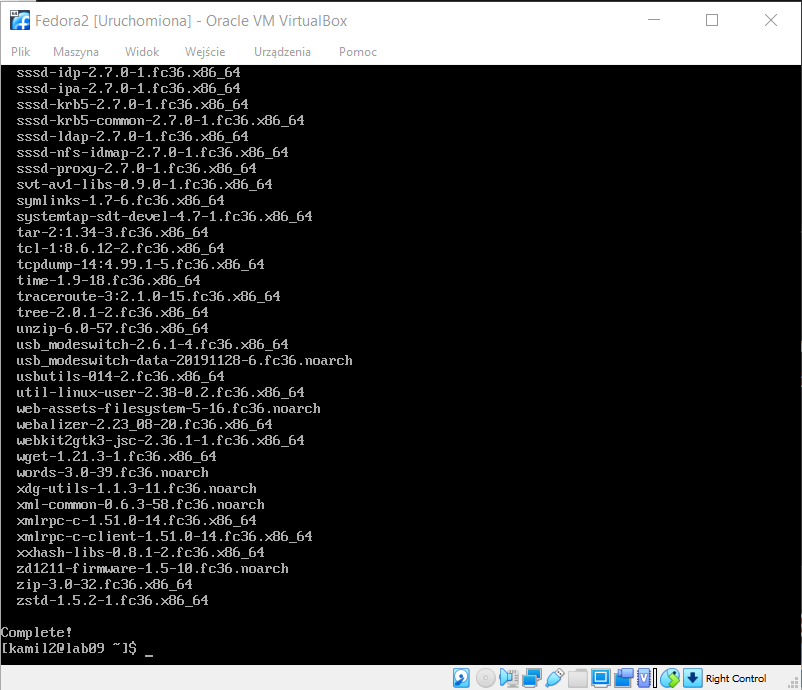 Fedora2 [Uruchomiona] - Oracle VM VirtualBox
Plik Maszyna Widok Wejście Urządzenia Pomoc
sssd-idp-2.7.0-1.fc36.x86_64
sssd-ipa-2.7.0-1.fc36.x86_64
sssd-krb5-2.7.0-1.fc36.x86_64
sssd-krb5-common-2.7.0-1.fc36.x86_64
sssd-ldap-2.7.0-1.fc36.x86_64
sssd-nfs-idmap-2.7.0-1.fc36.x86_64
sssd-proxy-2.7.0-1.fc36.x86_64
svt-av1-libs-0.9.0-1.fc36.x86_64
symlinks-1.7-6.fc36.x86_64
systemtap-sdt-devel-4.7-1.fc36.x86_64
tar-2:1.34-3.fc36.x86_64
tcl-1:8.6.12-2.fc36.x86_64
tcpdump-14:4.99.1-5.fc36.x86_64
time-1.9-18.fc36.x86_64
traceroute-3:2.1.0-15.fc36.x86_64
tree-2.0.1-2.fc36.x86_64
unzip-6.0-57.fc36.x86_64
usb_modeswitch-2.6.1-4.fc36.x86_64
usb_modeswitch-data-20191128-6.fc36.noarch
usbutils-014-2.fc36.x86_64
util-linux-user-2.38-0.2.fc36.x86_64
web-assets-filesystem-5-16.fc36.noarch
webalizer-2.23_08-20.fc36.x86_64
webkit2gtk3-jsc-2.36.1-1.fc36.x86_64
wget-1.21.3-1.fc36.x86_64
words-3.0-39.fc36.noarch
xdg-utils-1.1.3-11.fc36.noarch
xml-common-0.6.3-58.fc36.noarch
xmlrpc-c-1.51.0-14.fc36.x86_64
xmlrpc-c-client-1.51.0-14.fc36.x86_64
xxhash-libs-0.8.1-2.fc36.x86_64
zd1211-firmware-1.5-10.fc36.noarch
zip-3.0-32.fc36.x86_64
zstd-1.5.2-1.fc36.x86_64
Complete!
[kamil2@lab09 ~]$ _
Right Control